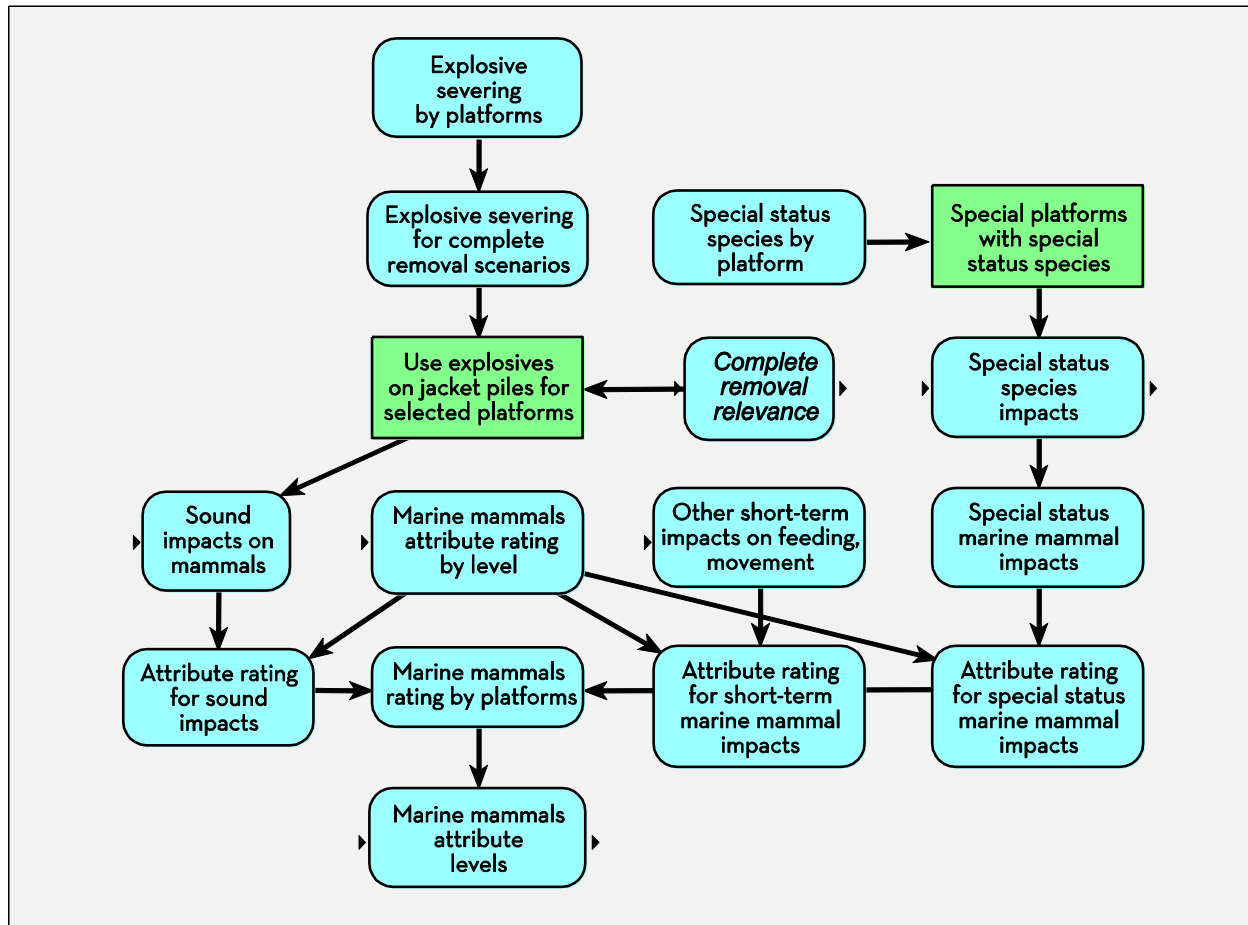 Explosive
severing
by platforms
Explosive severing
for complete
removal scenarios
Special status
species by
platform
Special platforms
with special
status species
Use explosives
on jacket piles for
selected platforms
Complete
removal
relevance
Special status
species
impacts
Sound
impacts on
mammals
Marine mammals
attribute rating
by level
Other short-term
impacts on feeding,
movement
Special status
marine mammal
impacts
Attribute rating
for sound
impacts
Marine mammals
rating by platforms
Attribute rating
for short-term
marine mammal
impacts
Attribute rating
for special status
marine mammal
impacts
Marine mammals
attribute
levels